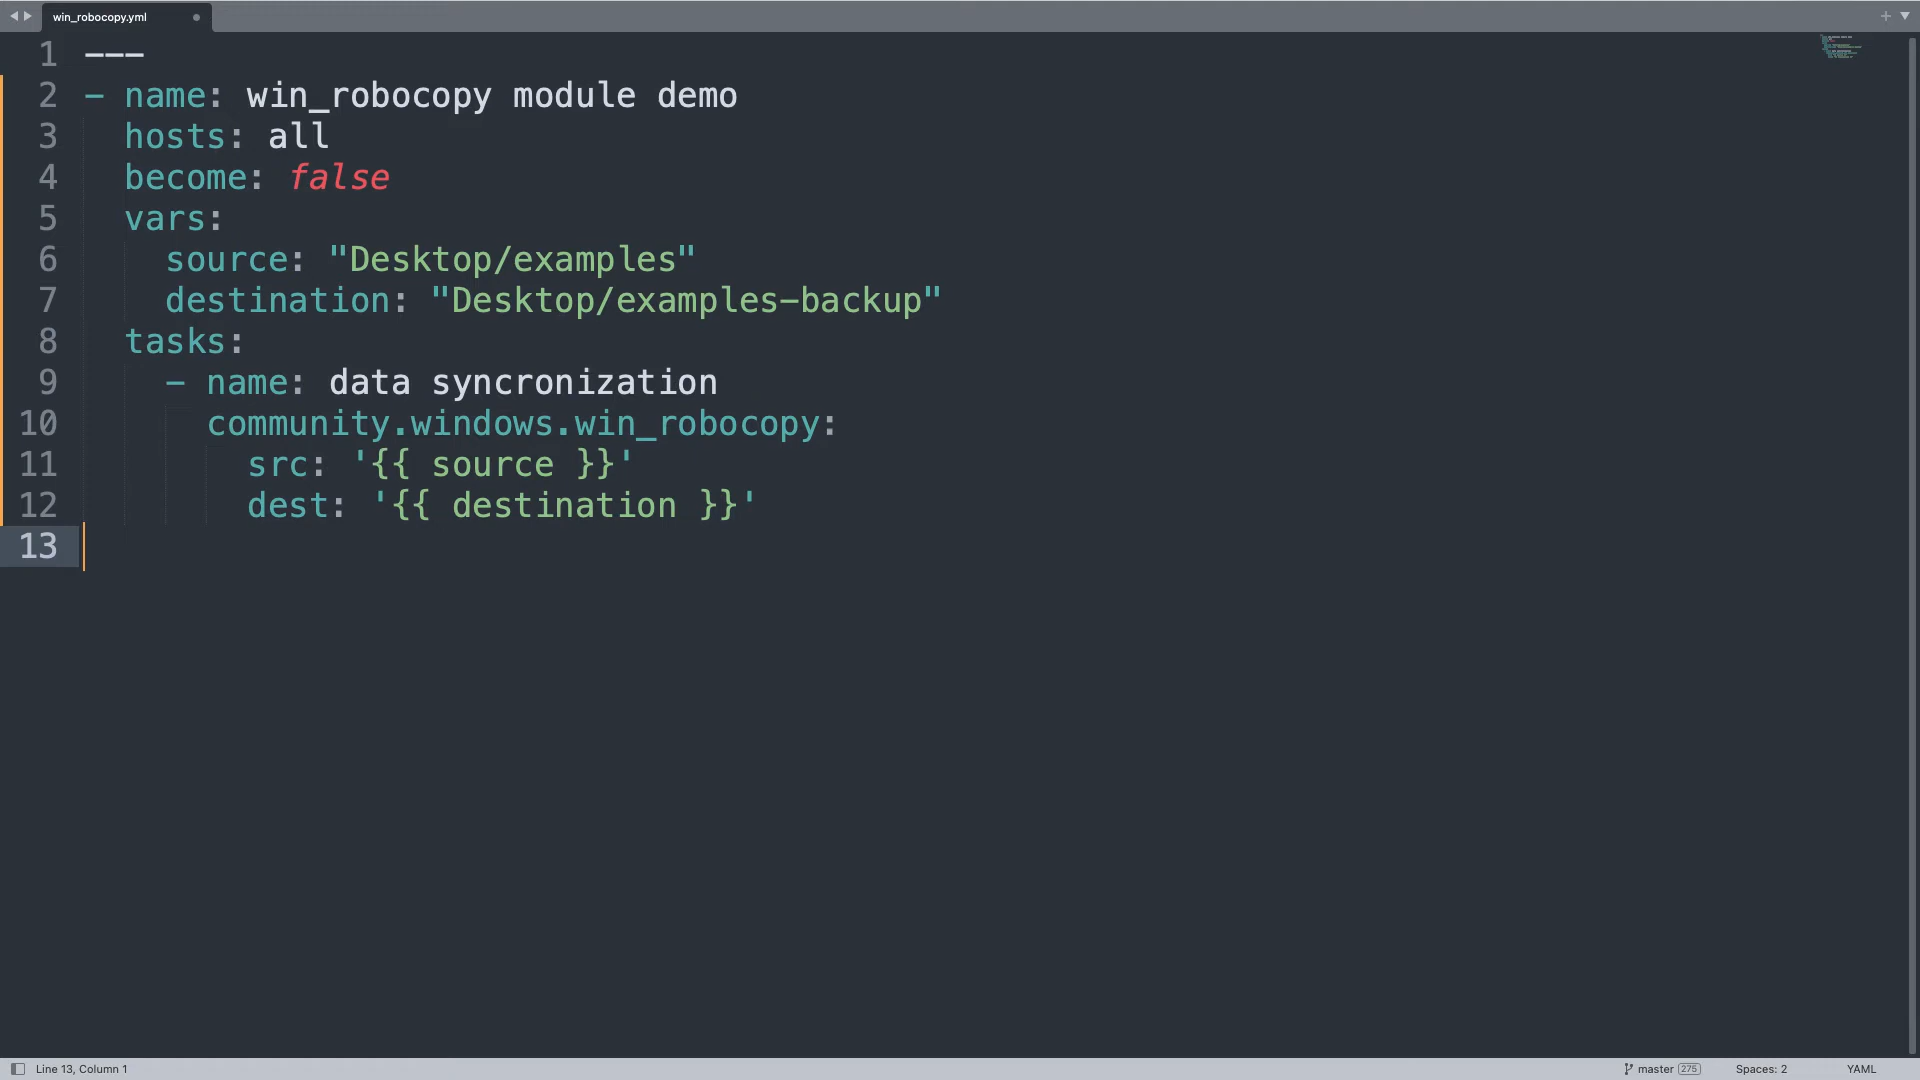 win_robocopy.yml
1 ---
2 - name: win_robocopy module demo
3 hosts: all
4 become: false
5 vars:
6 source: "Desktop/examples"
7 destination: "Desktop/examples-backup"
8 tasks:
9 - name: data syncronization
10 community.windows.win_robocopy:
11 src: '{{ source }}'
12 dest: '{{ destination }}'
13
Line 13, Column 1 master 275 Spaces: 2 YAML